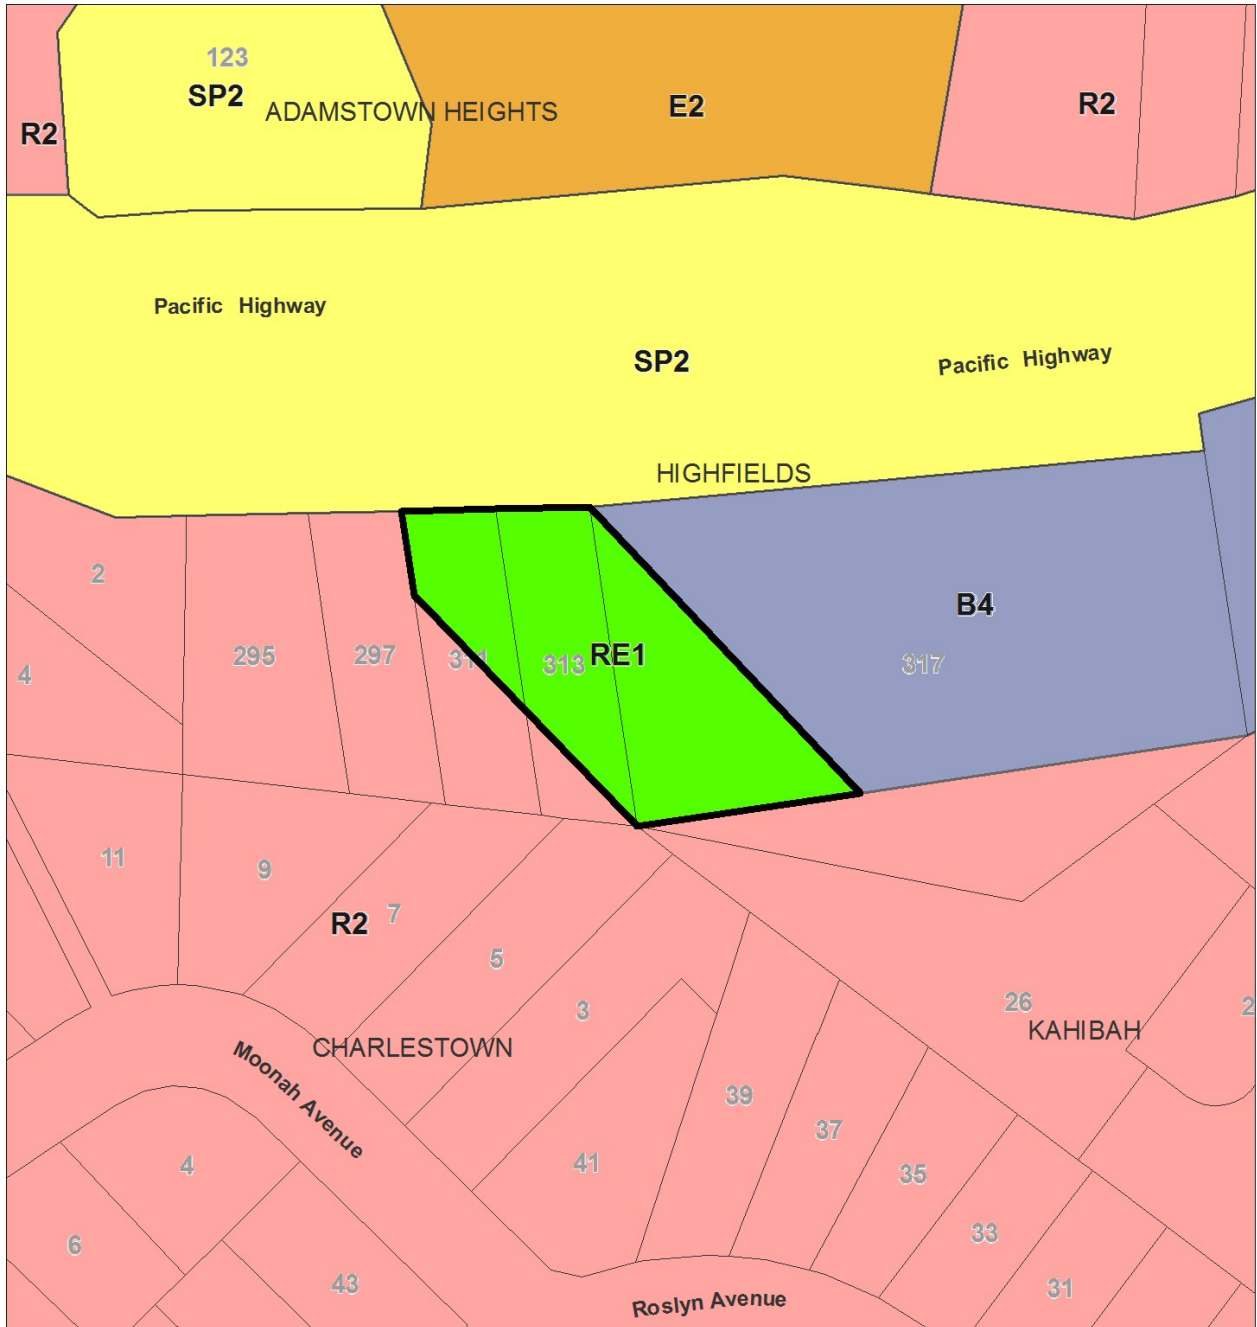 123
SP2
ADAMSTOWN HEIGHTS
E2
R2
R2
Pacific Highway
SP2
Pacific Highway
HIGHFIELDS
2
B4
295
297
311
313
RE1
317
4
11
9
R2
7
5
3
26
2
KAHIBAH
CHARLESTOWN
Moonah Avenue
39
37
41
4
35
33
6
43
31
Roslyn Avenue